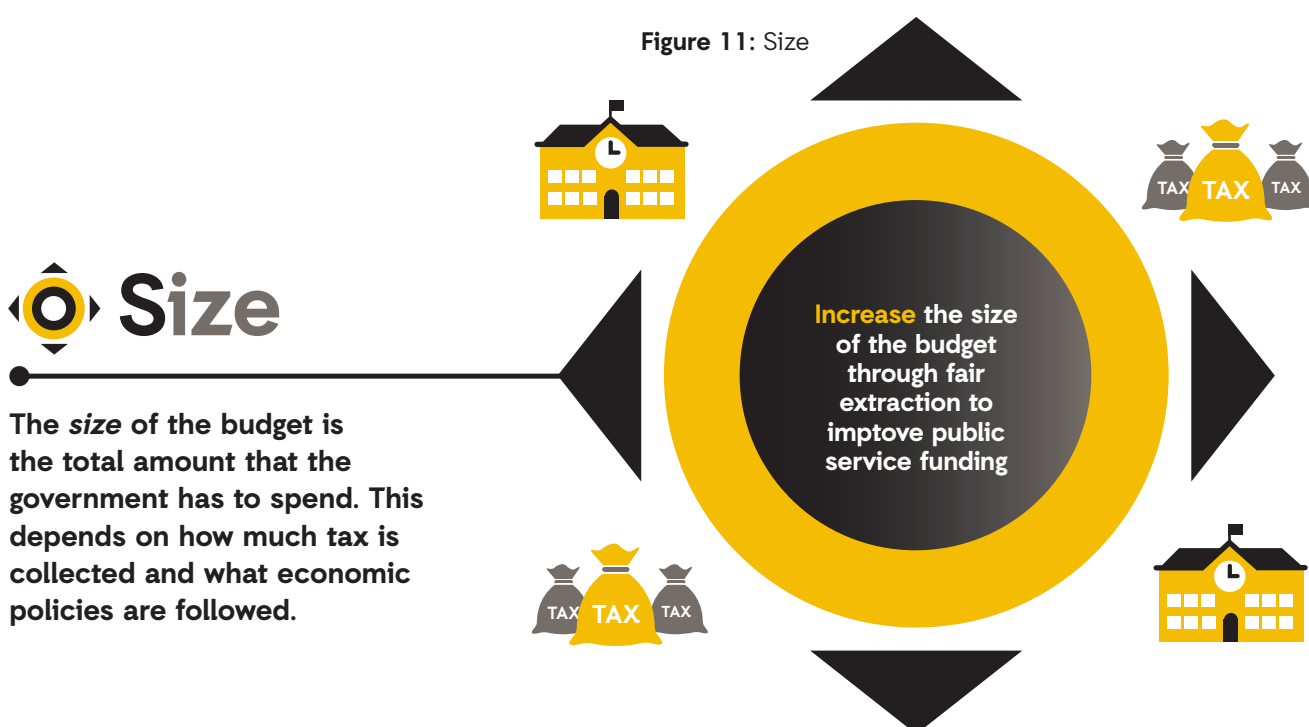 Figure 11: Size
TAX TAX TAX
Size
Increase the size
of the budget
through fair
extraction to
imptove public
service funding
The size of the budget is
the total amount that the
government has to spend. This
depends on how much tax is
collected and what economic
policies are followed.
TAX TAX TAX